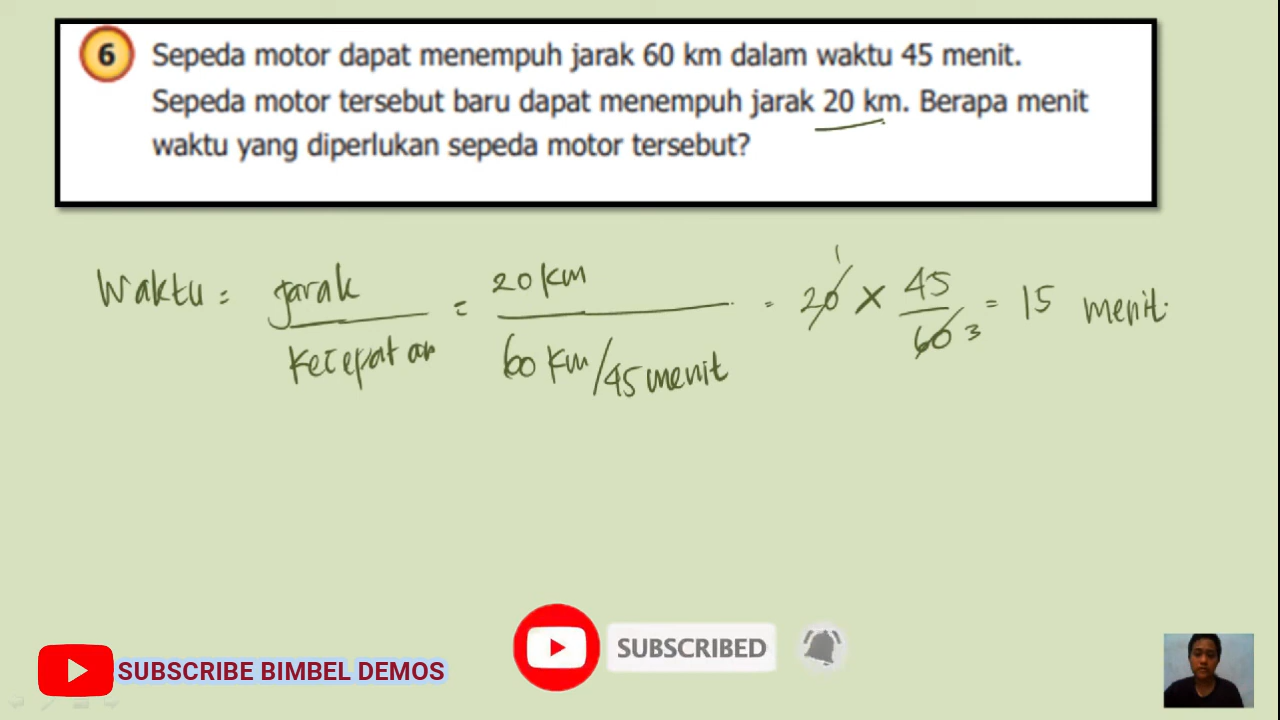 6 Sepeda motor dapat menempuh jarak 60 km dalam waktu 45 menit.
Sepeda motor tersebut baru dapat menempuh jarak 20 km. Berapa menit
waktu yang diperlukan sepeda motor tersebut?
Waktu = Jarak / Kecepatan = 20 km / 60 km/45 menit = 20 1 × 45 / 60 3 = 15 menit.
SUBSCRIBED
SUBSCRIBE BIMBEL DEMOS